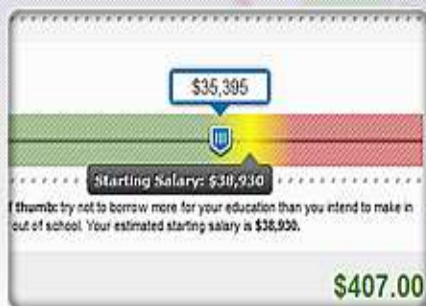 $35,395
Starting Salary: $38,930
f thumb: try not to borrow more for your education than you intend to make in
out of school. Your estimated starting salary is $38,930.
$407.00